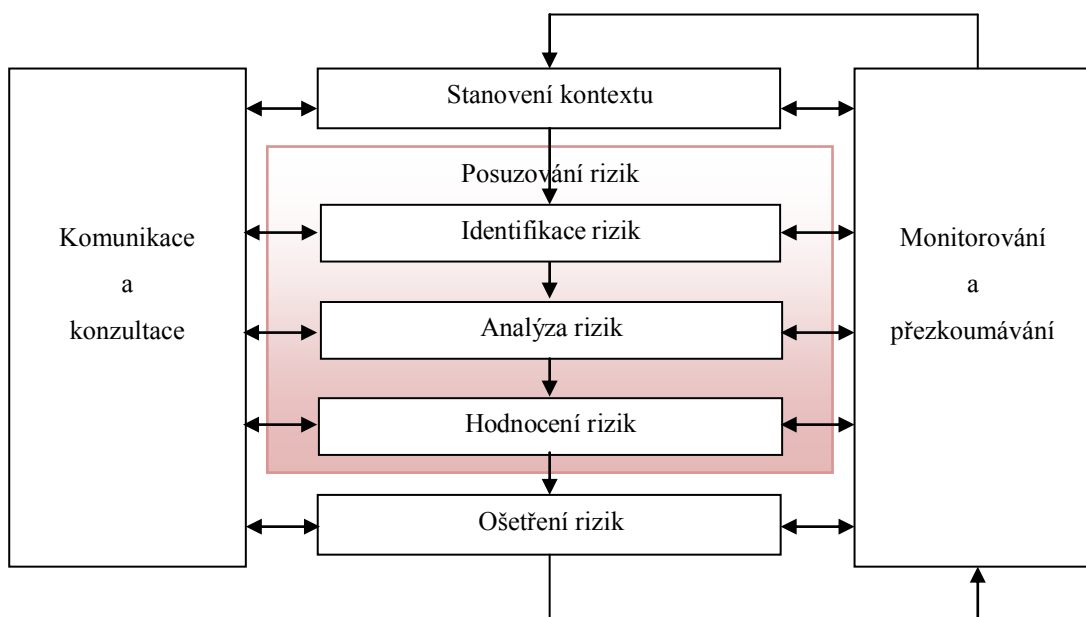 Stanovení kontextu
Posuzování rizik
Komunikace
a
konzultace
Identifikace rizik
Analýza rizik
Hodnocení rizik
Ošetření rizik
Monitorování
a
přezkoumávání